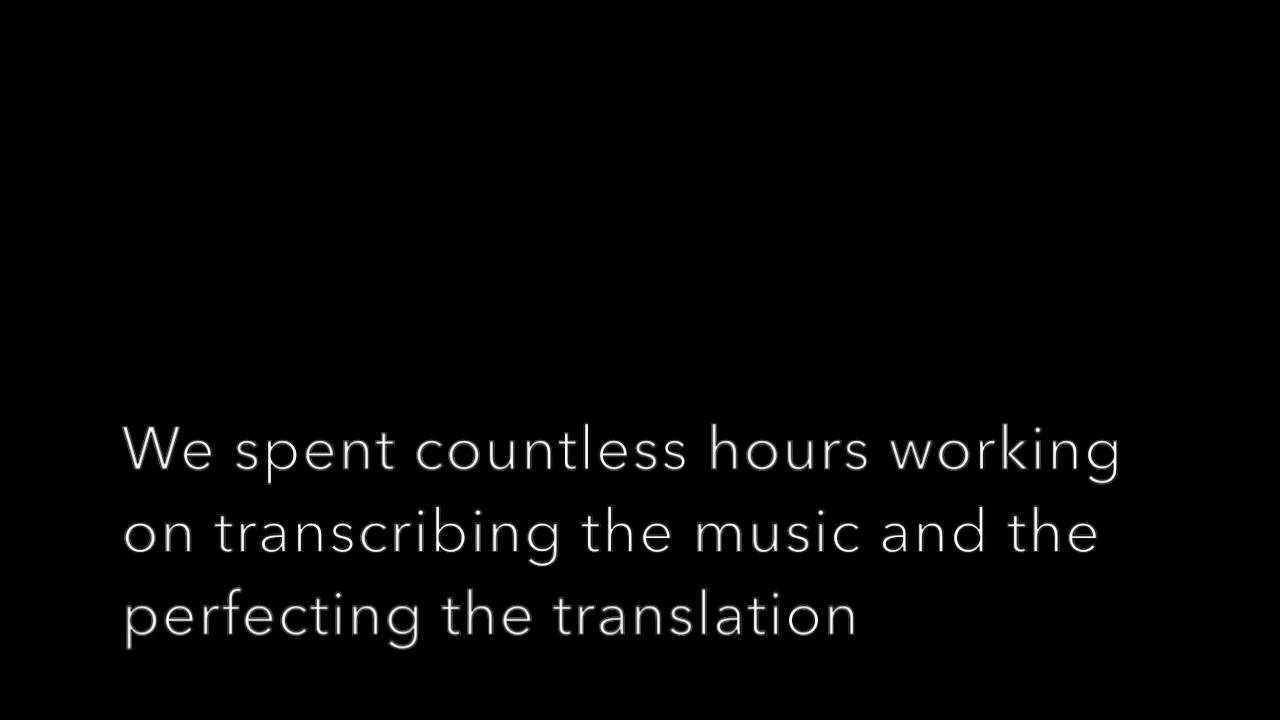 We spent countless hours working
on transcribing the music and the
perfecting the translation